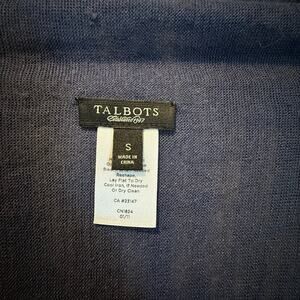 TALBOTS
S
MADE IN
CHINA
Reshape,
Lay Flat To Dry
Cool Iron, If Needed
Or Dry Clean
CA #23147
01/11